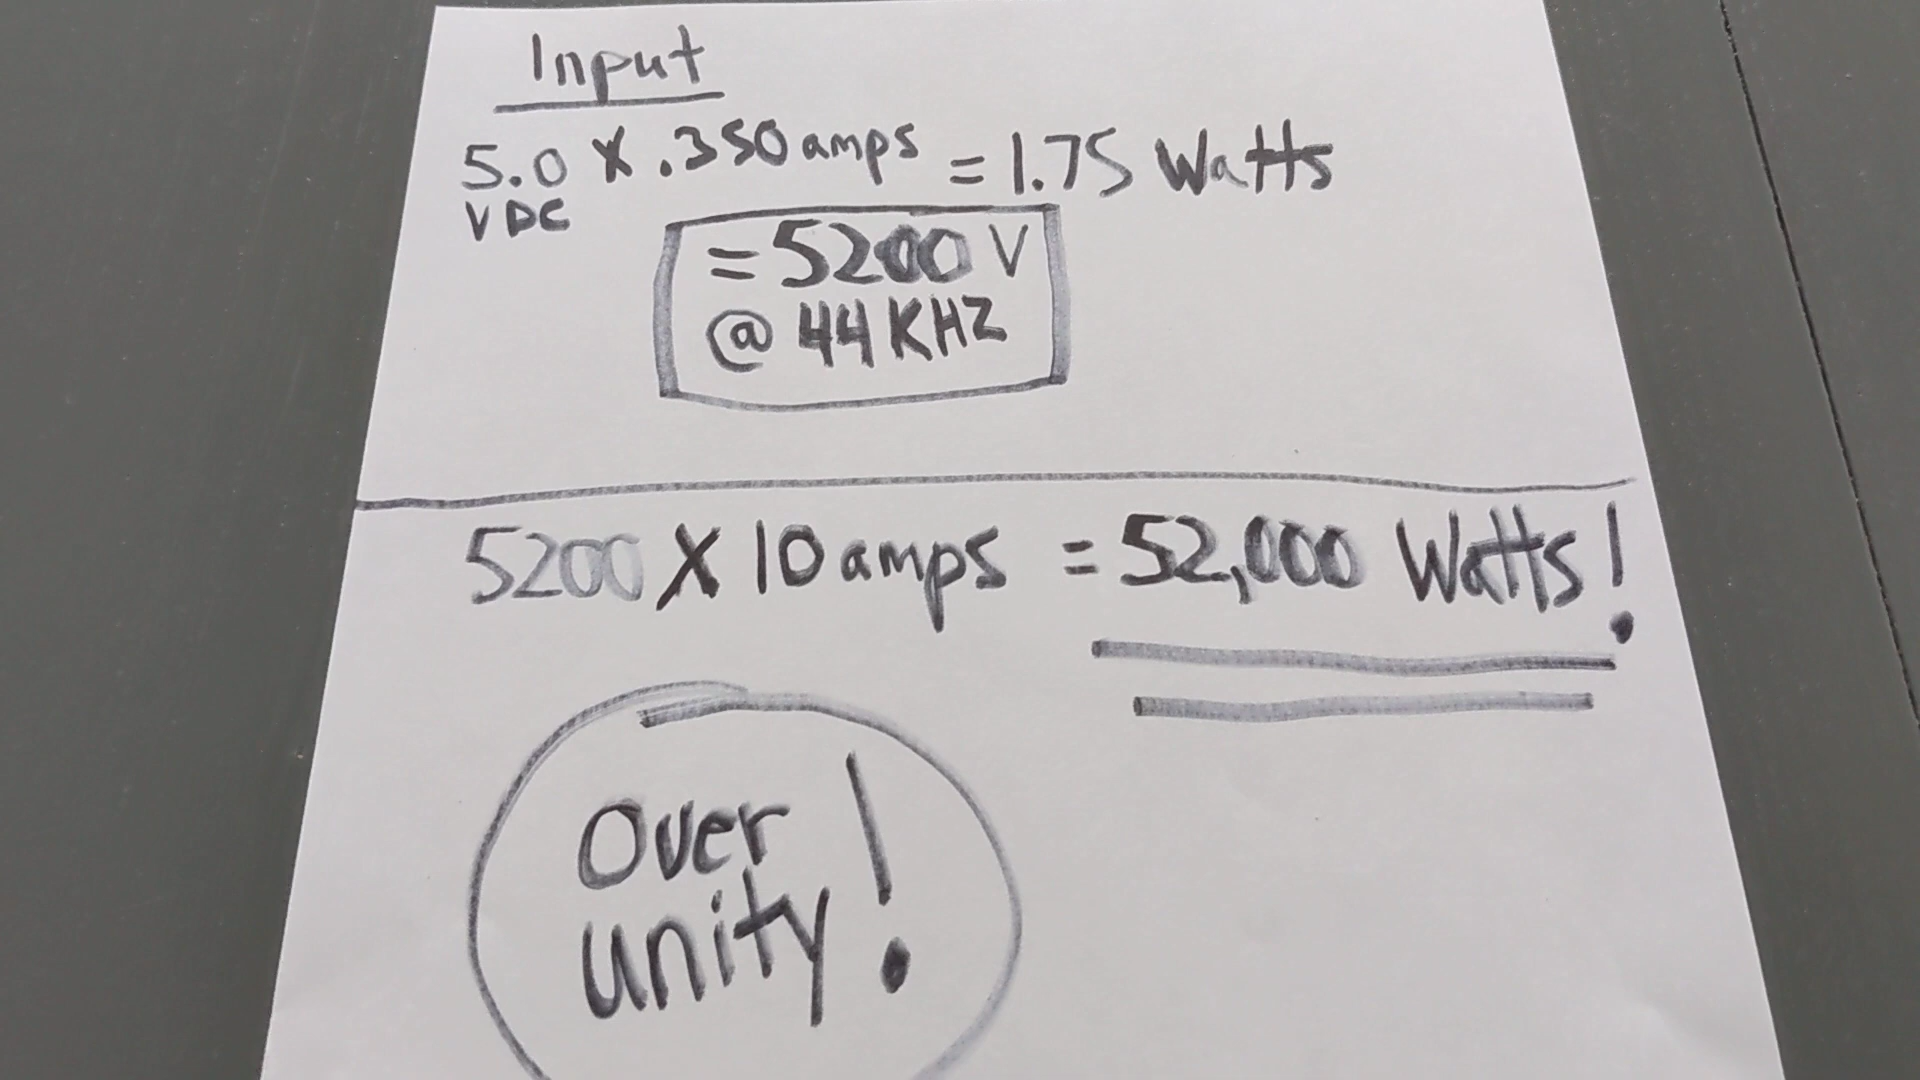 Input
5.0 X .350 amps = 1.75 Watts
VDC
= 5200 V
@ 44 KHZ
5200 X 10 amps = 52,000 Watts!
Over
unity!